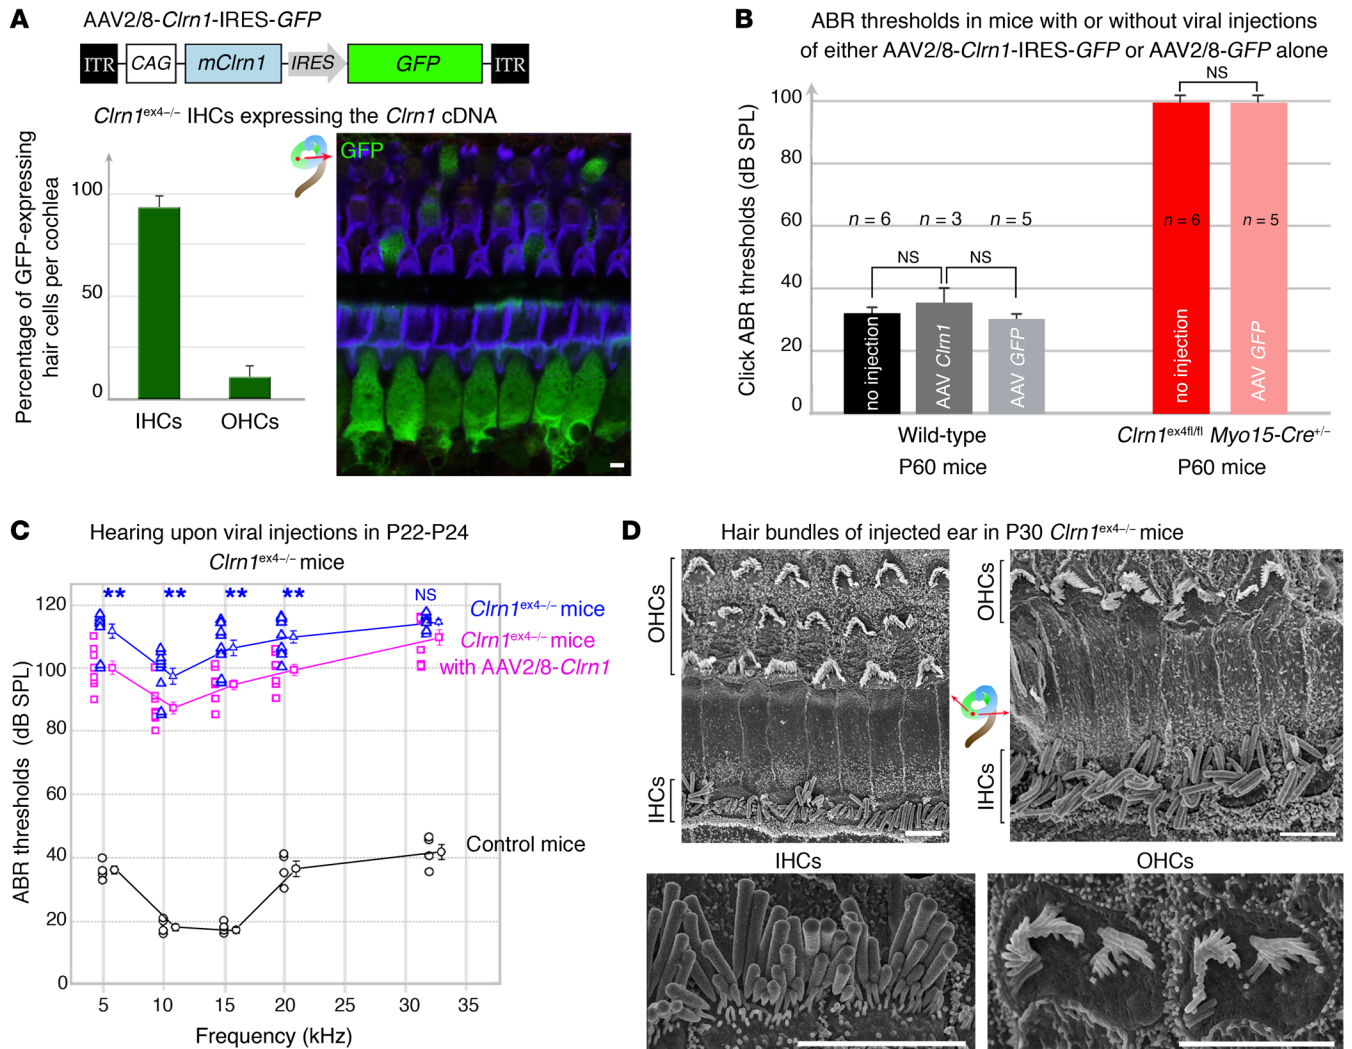 A
AAV2/8-Clrn1-IRES-GFP
ITR
CAG
mClrn1
IRES
GFP
ITR
Clrn1ex4–/– IHCs expressing the Clrn1 cDNA
Percentage of GFP-expressing
hair cells per cochlea
100
50
0
IHCs
OHCs
GFP
B
ABR thresholds in mice with or without viral injections
of either AAV2/8-Clrn1-IRES-GFP or AAV2/8-GFP alone
Click ABR thresholds (dB SPL)
100
80
60
40
20
0
NS
n = 6
n = 3
n = 5
n = 6
n = 5
NS
NS
no injection
AAV Clrn1
AAV GFP
no injection
AAV GFP
Wild-type
P60 mice
Clrn1ex4fl/fl Myo15-Cre+/–
P60 mice
C
Hearing upon viral injections in P22-P24
Clrn1ex4–/– mice
ABR thresholds (dB SPL)
120
100
80
60
40
20
0
**
**
**
**
NS
Clrn1ex4–/– mice
Clrn1ex4–/– mice
with AAV2/8-Clrn1
Control mice
5
10
15
20
25
30
35
Frequency (kHz)
D
Hair bundles of injected ear in P30 Clrn1ex4–/– mice
OHCs
IHCs
OHCs
IHCs
IHCs
OHCs